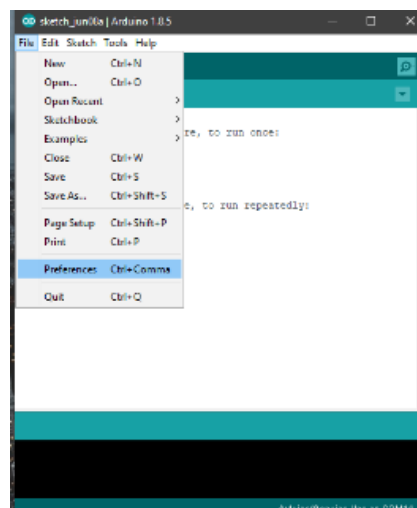 sketch_jun08a | Arduino 1.8.5
File Edit Sketch Tools Help
New Ctrl+N
Open... Ctrl+O
Open Recent
Sketchbook
Examples
Close Ctrl+W
Save Ctrl+S
Save As... Ctrl+Shift+S
Page Setup Ctrl+Shift+P
Print Ctrl+P
Preferences Ctrl+Comma
Quit Ctrl+Q
re, to run once:
e, to run repeatedly: